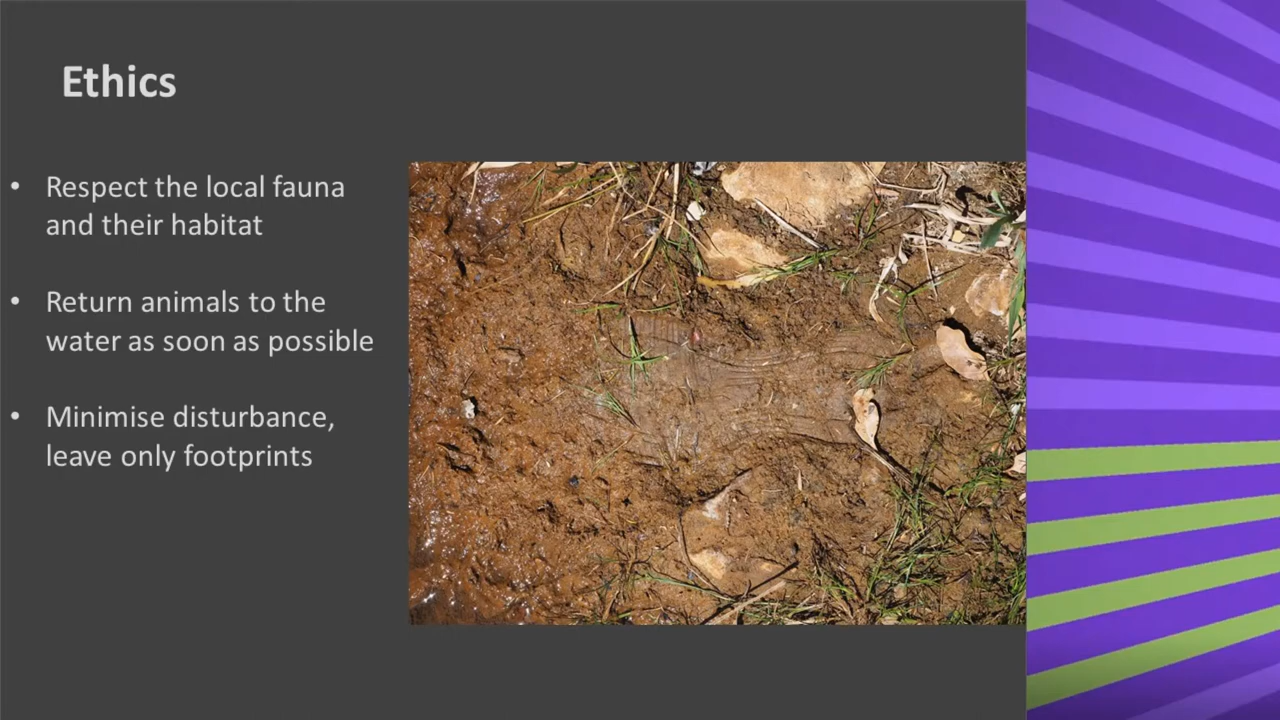 Ethics
• Respect the local fauna
and their habitat
• Return animals to the
water as soon as possible
• Minimise disturbance,
leave only footprints